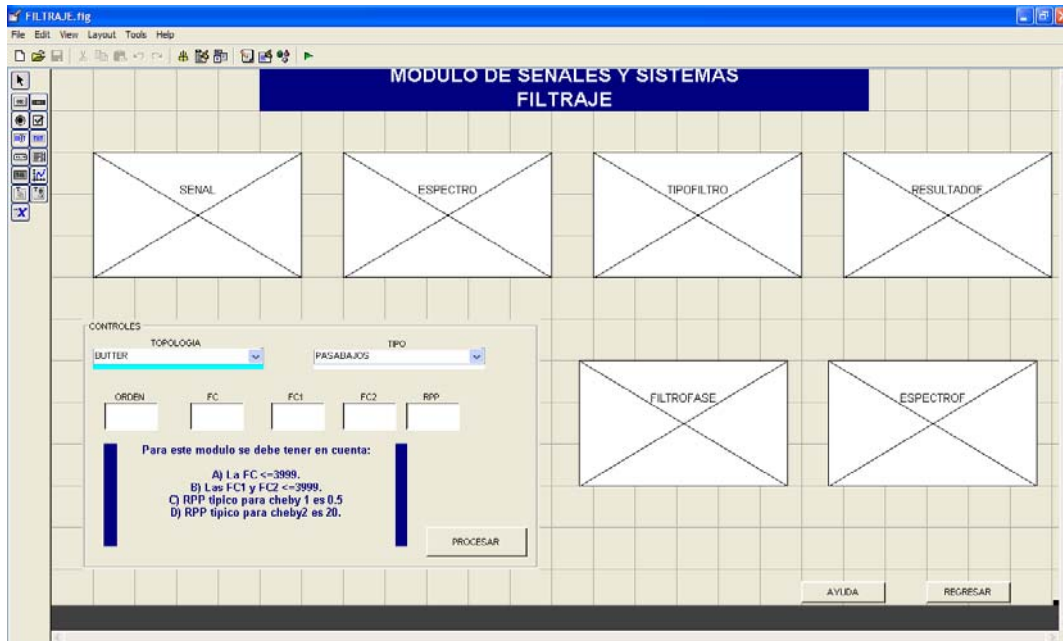 FILTRAJE.fig
File Edit View Layout Tools Help
MODULO DE SEÑALES Y SISTEMAS
FILTRAJE
SENAL
ESPECTRO
TIPOFILTRO
RESULTADOF
CONTROLES
TOPOLOGIA
TIPO
BUTTER
PASABAJOS
ORDEN
FC
FC1
FC2
RPP
FILTROFASE
ESPECTROF
Para este modulo se debe tener en cuenta:
A) La FC <=3999.
B) Las FC1 y FC2 <=3999.
C) RPP tipico para cheby 1 es 0.5
D) RPP tipico para cheby2 es 20.
PROCESAR
AYUDA
REGRESAR